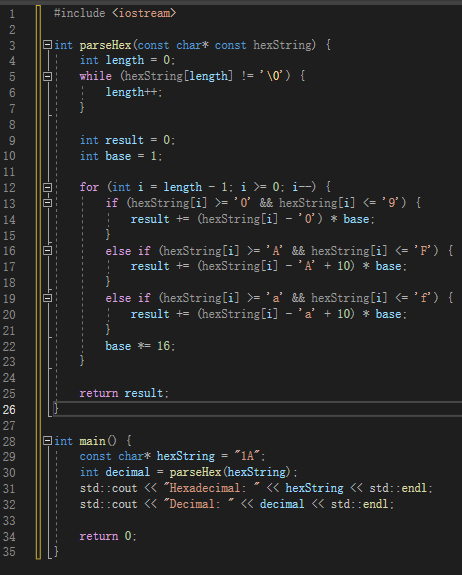 1 #include <iostream>
2
3 int parseHex(const char* const hexString) {
4     int length = 0;
5     while (hexString[length] != '\0') {
6         length++;
7     }
8
9     int result = 0;
10     int base = 1;
11
12     for (int i = length - 1; i >= 0; i--) {
13         if (hexString[i] >= '0' && hexString[i] <= '9') {
14             result += (hexString[i] - '0') * base;
15         }
16         else if (hexString[i] >= 'A' && hexString[i] <= 'F') {
17             result += (hexString[i] - 'A' + 10) * base;
18         }
19         else if (hexString[i] >= 'a' && hexString[i] <= 'f') {
20             result += (hexString[i] - 'a' + 10) * base;
21         }
22         base *= 16;
23     }
24
25     return result;
26 }
27
28 int main() {
29     const char* hexString = "1A";
30     int decimal = parseHex(hexString);
31     std::cout << "Hexadecimal: " << hexString << std::endl;
32     std::cout << "Decimal: " << decimal << std::endl;
33
34     return 0;
35 }